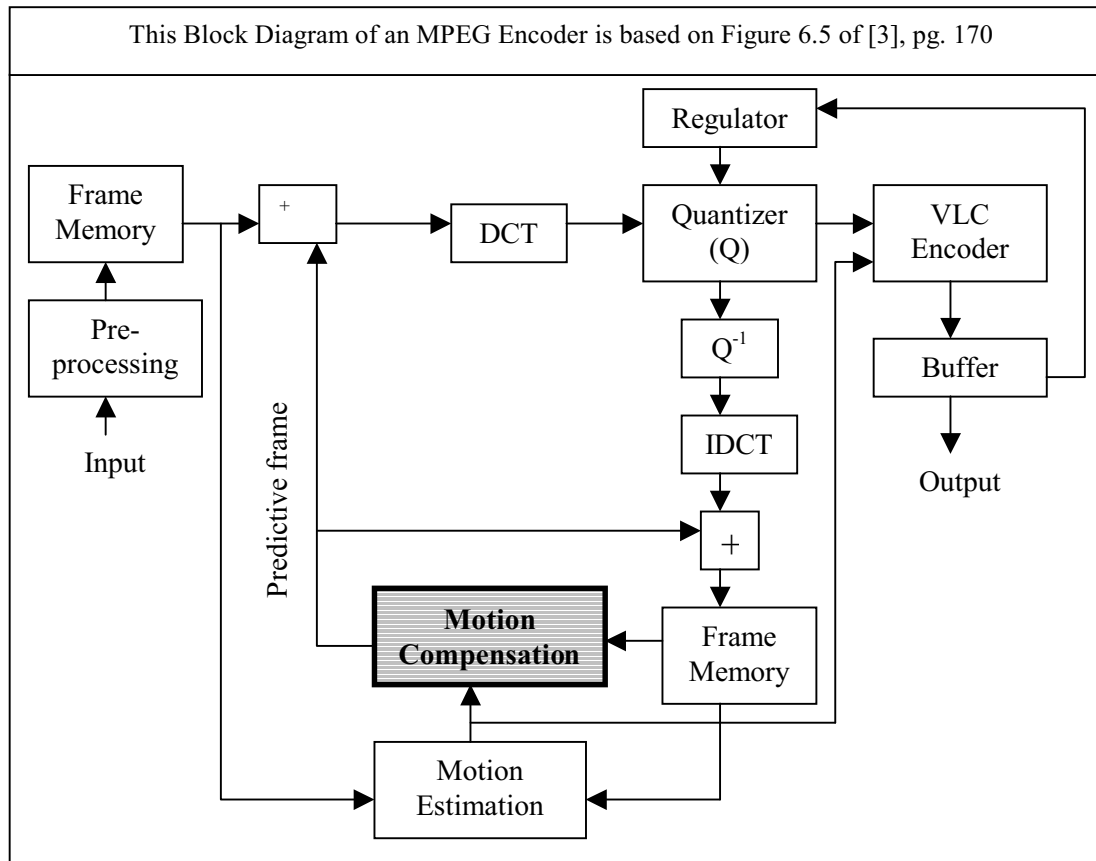 This Block Diagram of an MPEG Encoder is based on Figure 6.5 of [3], pg. 170
Regulator
Frame
Memory
+
DCT
Quantizer
(Q)
VLC
Encoder
Pre-
processing
Q-1
Buffer
Input
IDCT
Output
Predictive frame
+
Motion
Compensation
Frame
Memory
Motion
Estimation